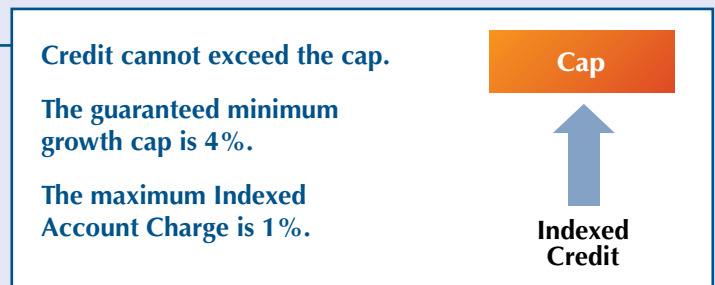 Credit cannot exceed the cap.
The guaranteed minimum
growth cap is 4%.
The maximum Indexed
Account Charge is 1%.
Cap
Indexed
Credit